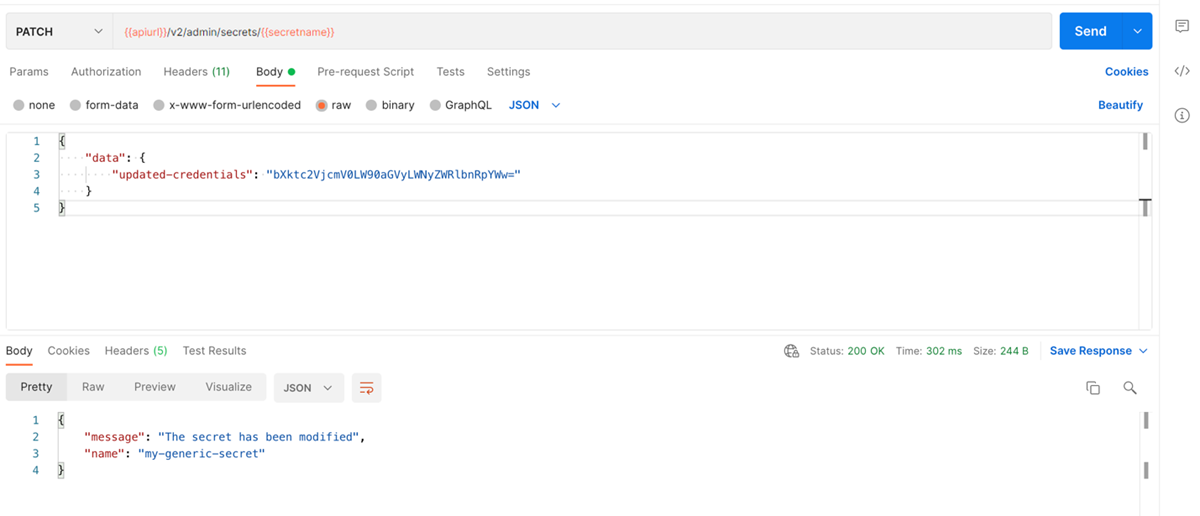 PATCH {{apiurl}}/v2/admin/secrets/{{secretname}} Send
Params Authorization Headers (11) Body Pre-request Script Tests Settings Cookies
none form-data x-www-form-urlencoded raw binary GraphQL JSON Beautify
1 {
2 "data": {
3 "updated-credentials": "bXktc2VjcmV0LW90aGVyLWNyZWRlbnRpYWw="
4 }
5 }
Body Cookies Headers (5) Test Results Status: 200 OK Time: 302 ms Size: 244 B Save Response
Pretty Raw Preview Visualize JSON
1 {
2 "message": "The secret has been modified",
3 "name": "my-generic-secret"
4 }